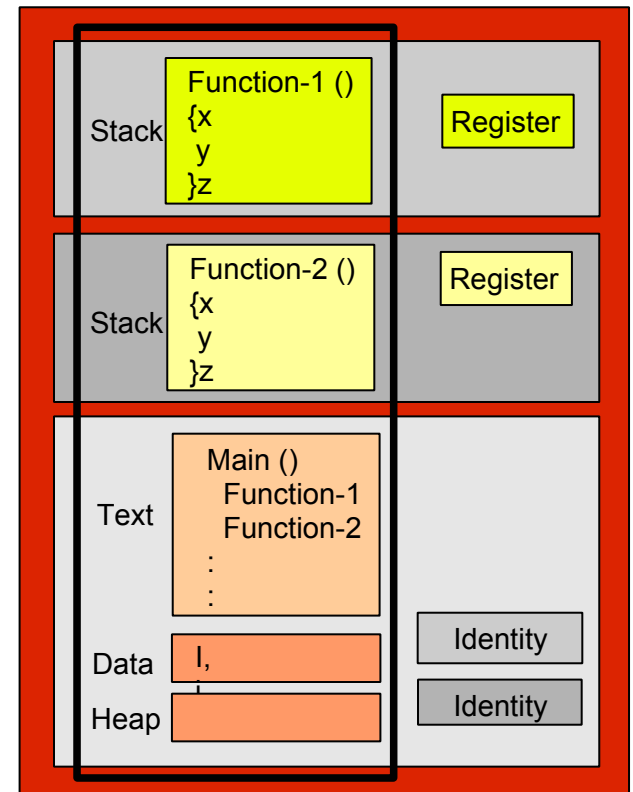 Function-1 ()
Stack
{x
y
}z
Register
Function-2 ()
Stack
{x
y
}z
Register
Main ()
Function-1
Function-2
:
:
Text
Data
I,
Heap
Identity
Identity